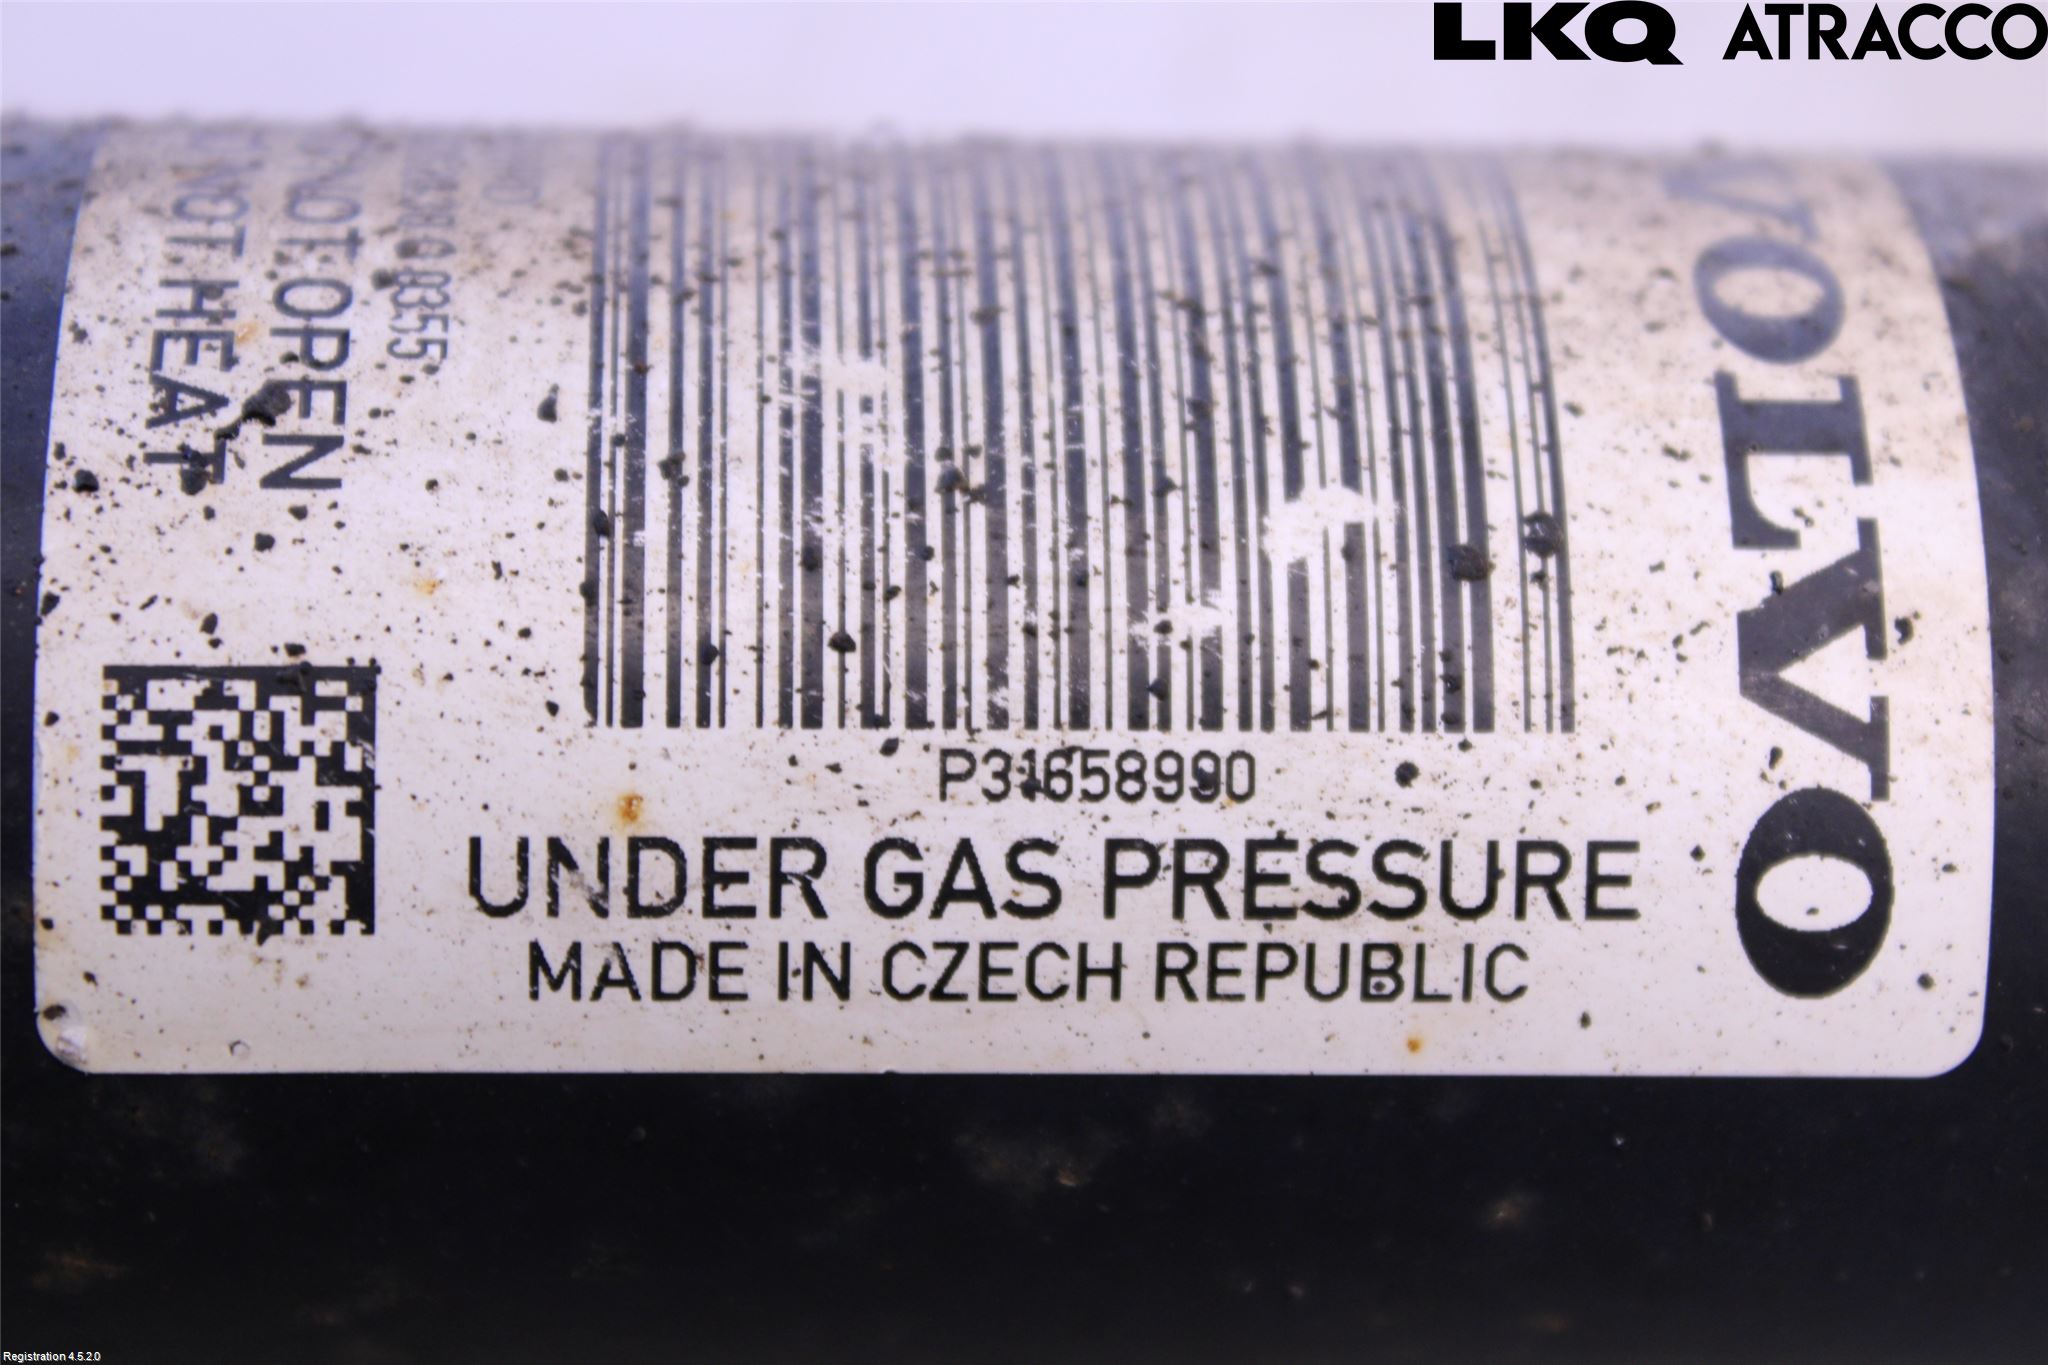 LKQ ATRACCO
VOLVO
0355
NOT OPEN
NOT HEAT
P31658990
UNDER GAS PRESSURE
MADE IN CZECH REPUBLIC
Registration 4.5.2.0